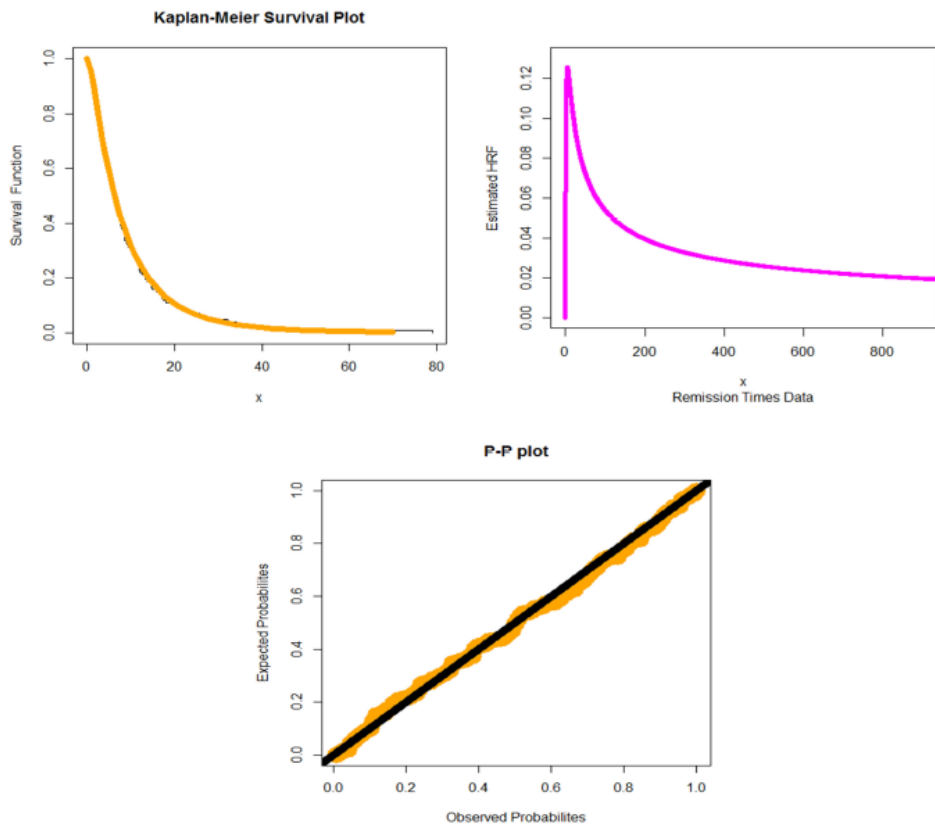 Kaplan-Meier Survival Plot
Survival Function
1.0
0.8
0.6
0.4
0.2
0.0
0 20 40 60 80
x
Estimated HRF
0.12
0.10
0.08
0.06
0.04
0.02
0.00
0 200 400 600 800
x
Remission Times Data
P-P plot
Expected Probabilites
1.0
0.8
0.6
0.4
0.2
0.0
0.0 0.2 0.4 0.6 0.8 1.0
Observed Probabilites